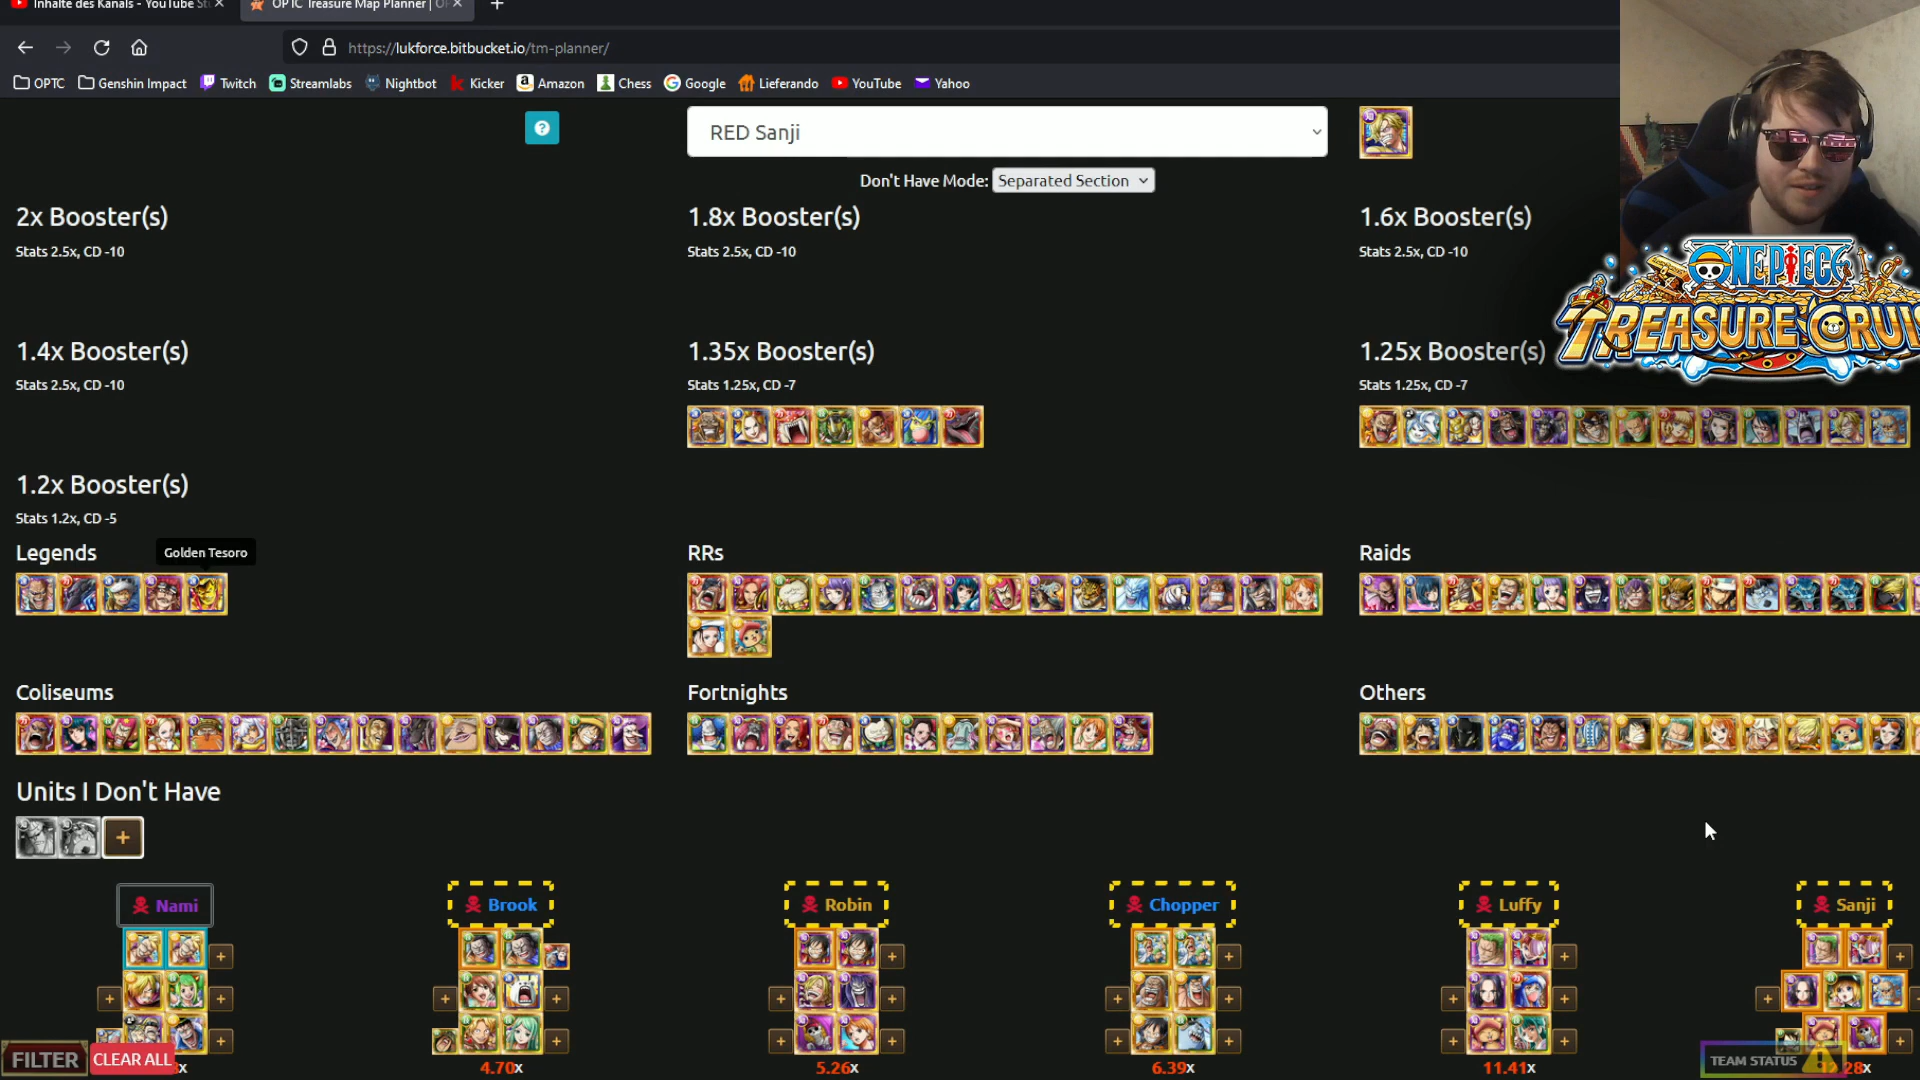 Inhalte des Kanals - YouTube St
OPTC Treasure Map Planner | O
https://lukforce.bitbucket.io/tm-planner/
OPTC
Genshin Impact
Twitch
Streamlabs
Nightbot
Kicker
Amazon
Chess
Google
Lieferando
YouTube
Yahoo
RED Sanji
Don't Have Mode: Separated Section
2x Booster(s)
Stats 2.5x, CD -10
1.8x Booster(s)
Stats 2.5x, CD -10
1.6x Booster(s)
Stats 2.5x, CD -10
ONE PIECE
TREASURE CRUIS
1.4x Booster(s)
Stats 2.5x, CD -10
1.35x Booster(s)
Stats 1.25x, CD -7
1.25x Booster(s)
Stats 1.25x, CD -7
1.2x Booster(s)
Stats 1.2x, CD -5
Legends
Golden Tesoro
RRs
Raids
Coliseums
Fortnights
Others
Units I Don't Have
Nami
Brook
Robin
Chopper
Luffy
Sanji
FILTER
CLEAR ALL
4.70x
5.26x
6.39x
11.41x
TEAM STATUS